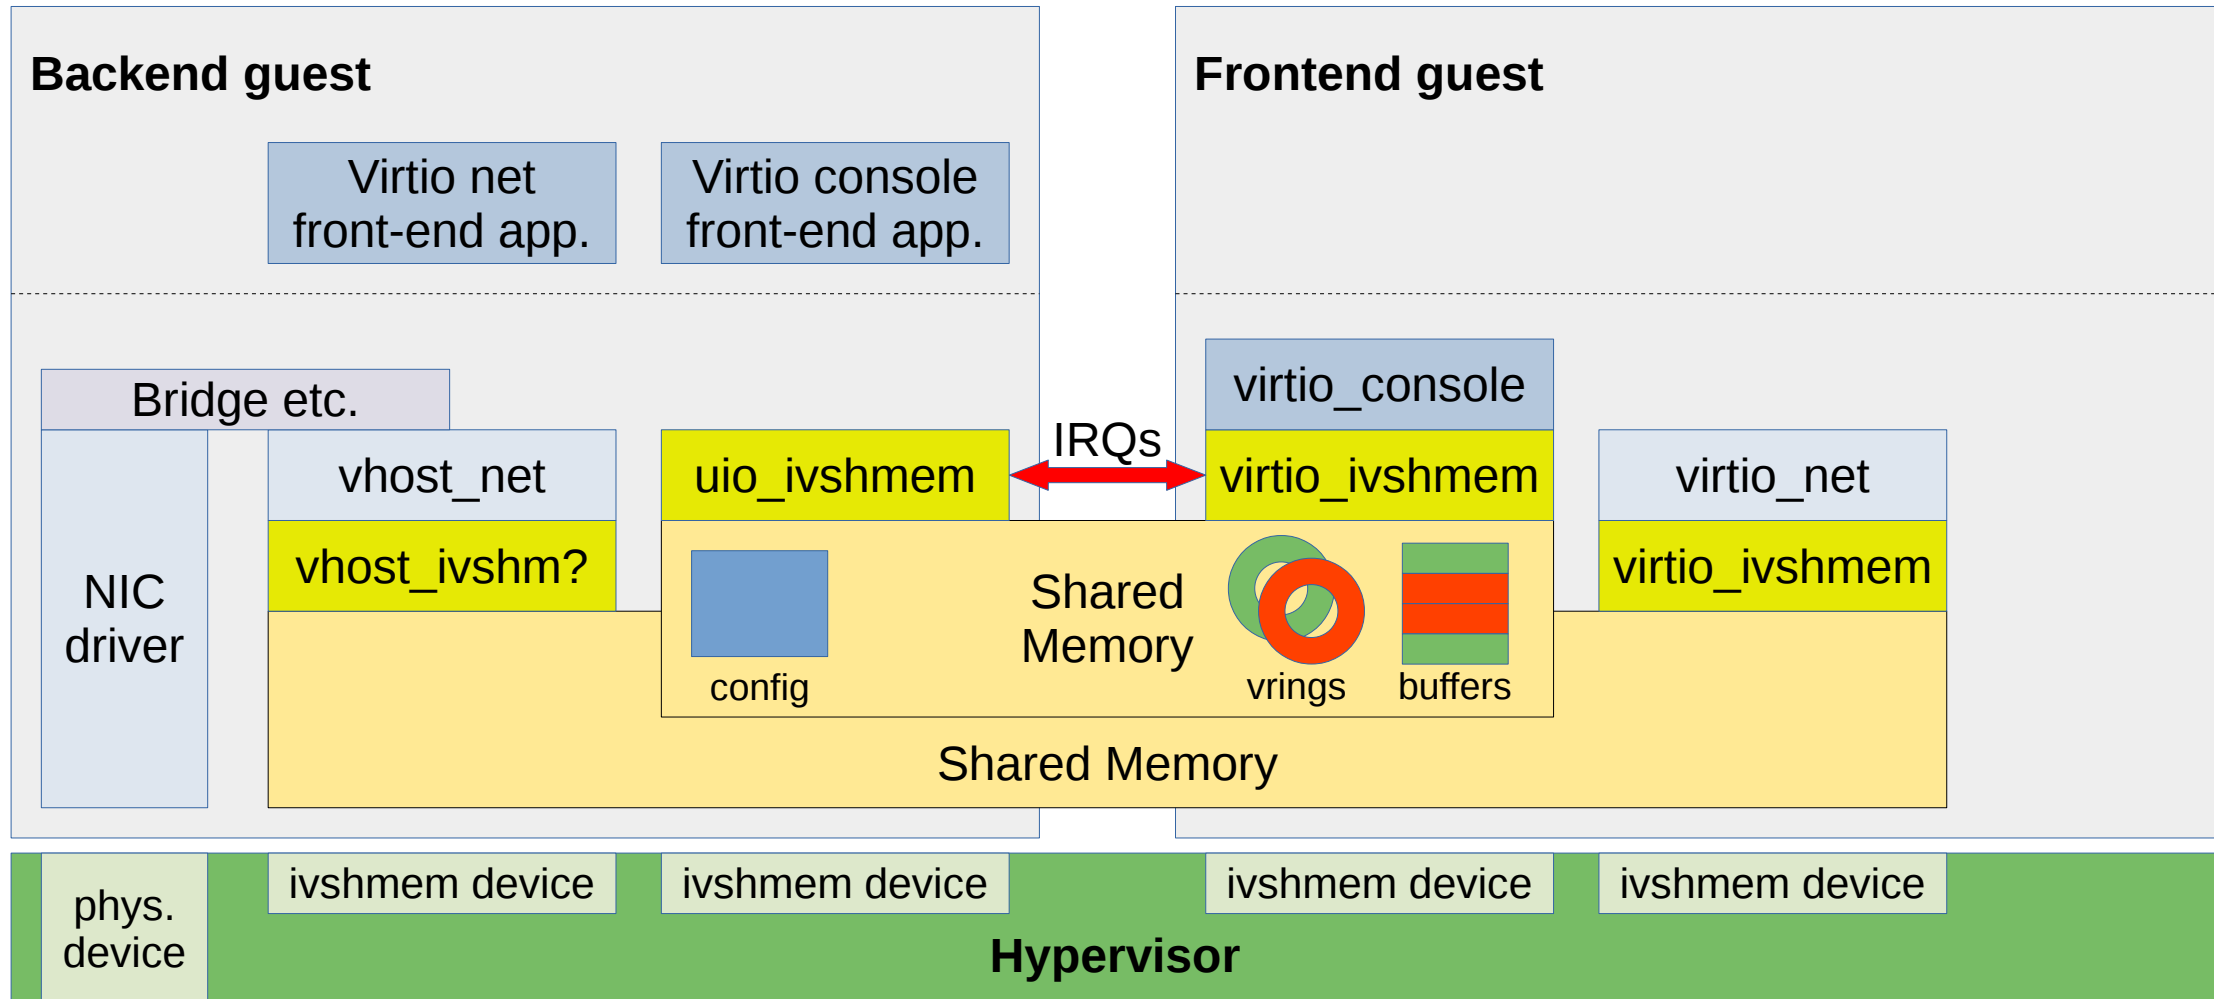 Backend guest
Frontend guest
Virtio net
front-end app.
Virtio console
front-end app.
virtio_console
Bridge etc.
IRQs
vhost_net
uio_ivshmem
virtio_ivshmem
virtio_net
vhost_ivshm?
virtio_ivshmem
NIC
driver
Shared
Memory
config
vrings
buffers
Shared Memory
ivshmem device
ivshmem device
ivshmem device
ivshmem device
phys.
device
Hypervisor